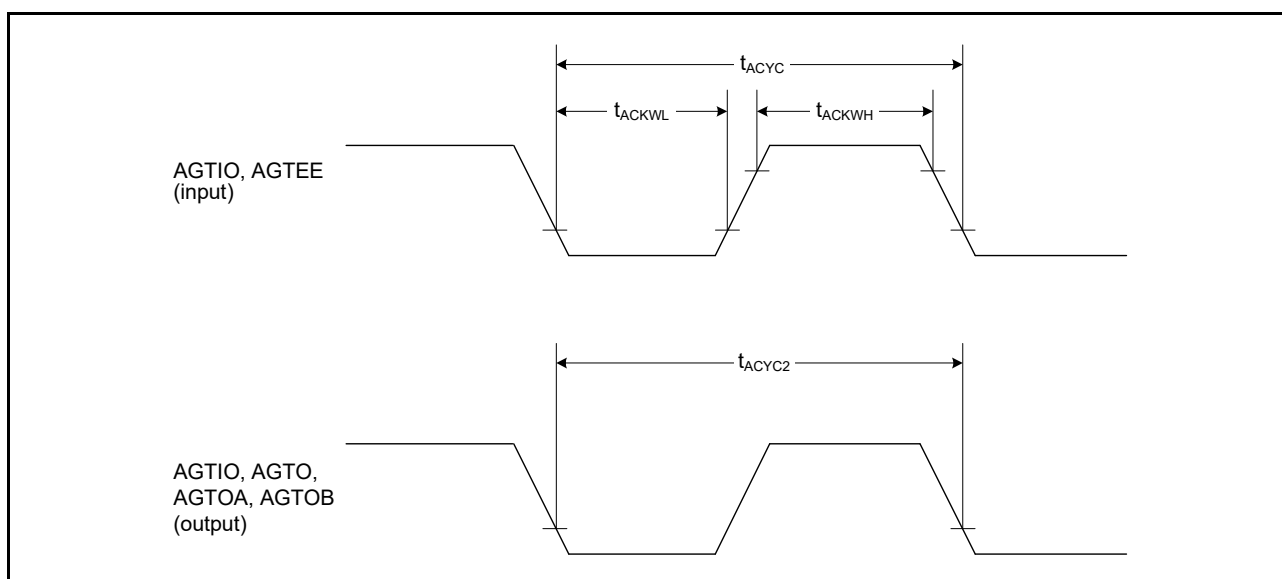 tACYC
tACKWL
tACKWH
AGTIO, AGTEE
(input)
tACYC2
AGTIO, AGTO,
AGTOA, AGTOB
(output)